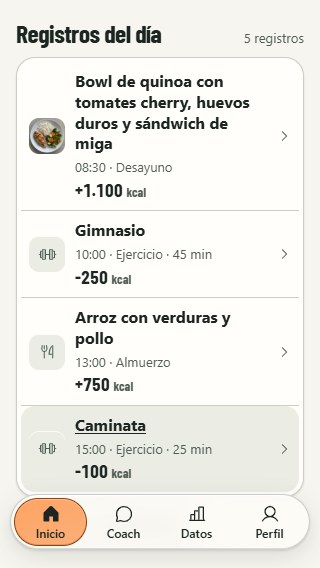 Registros del día
5 registros
Bowl de quinoa con
tomates cherry, huevos
duros y sándwich de
miga
08:30 · Desayuno
+1.100 kcal
Gimnasio
10:00 · Ejercicio · 45 min
-250 kcal
Arroz con verduras y
pollo
13:00 · Almuerzo
+750 kcal
Caminata
15:00 · Ejercicio · 25 min
-100 kcal
Inicio
Coach
Datos
Perfil